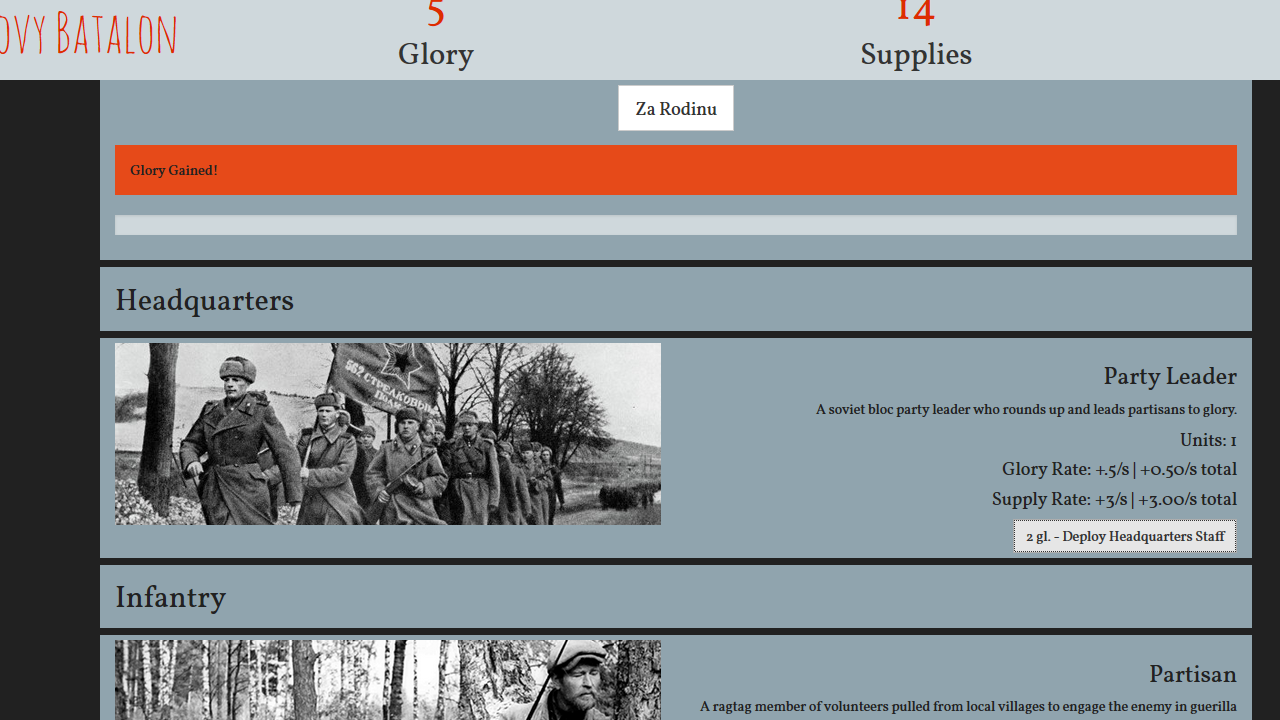 OVY BATALON
5
Glory
14
Supplies
Za Rodinu
Glory Gained!
Headquarters
562 СТРЕЛКОВЫЙ
ПОЛК
Party Leader
A soviet bloc party leader who rounds up and leads partisans to glory.
Units: 1
Glory Rate: +.5/s | +0.50/s total
Supply Rate: +3/s | +3.00/s total
2 gl. - Deploy Headquarters Staff
Infantry
Partisan
A ragtag member of volunteers pulled from local villages to engage the enemy in guerilla